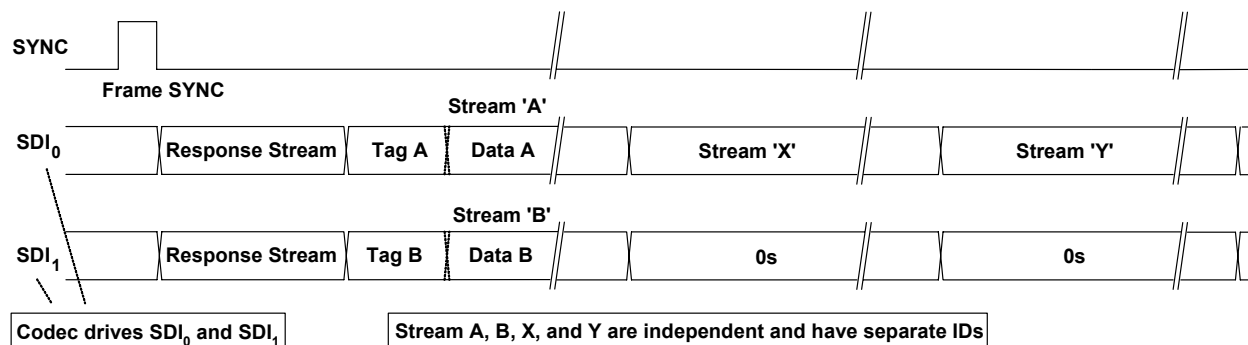 SYNC
Frame SYNC
Stream 'A'
SDI0 Response Stream Tag A Data A Stream 'X' Stream 'Y'
Stream 'B'
SDI1 Response Stream Tag B Data B 0s 0s
Codec drives SDI0 and SDI1
Stream A, B, X, and Y are independent and have separate IDs